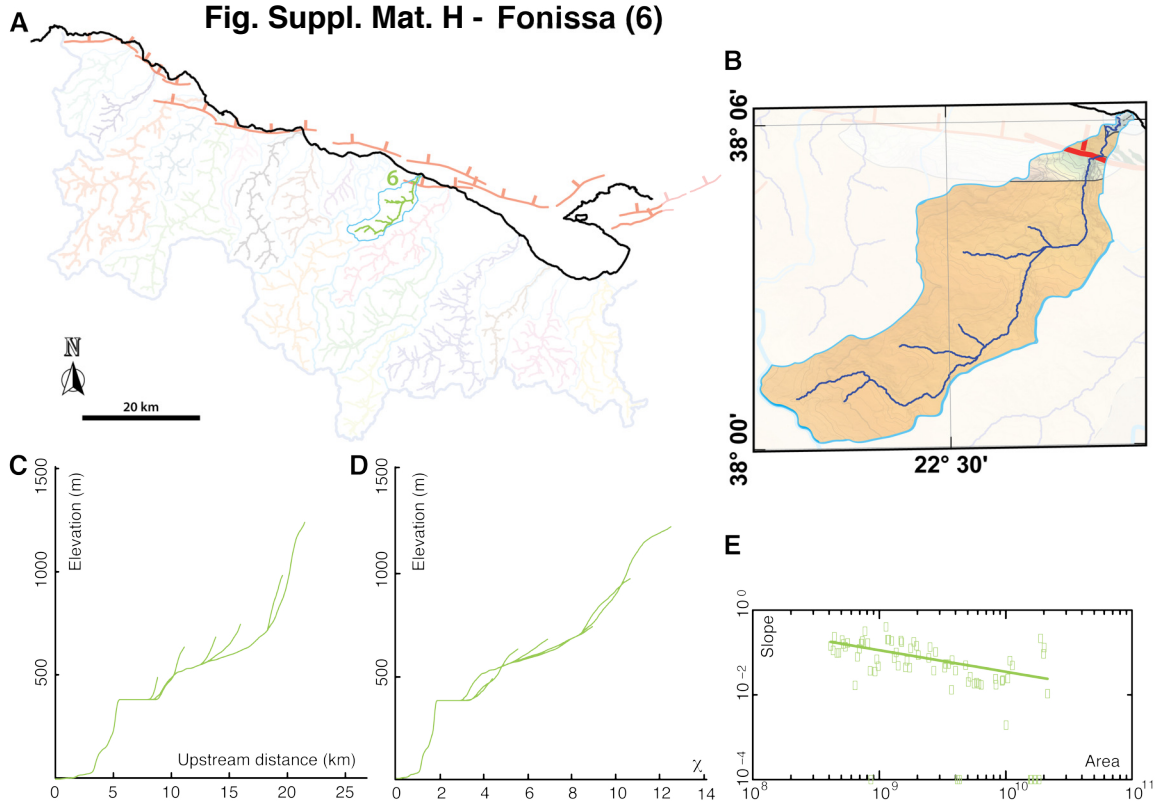 Fig. Suppl. Mat. H - Fonissa (6)
A
6
N
20 km
B
38° 06'
38° 00'
22° 30'
C
Elevation (m)
1500
1000
500
Upstream distance (km)
0 5 10 15 20 25
D
Elevation (m)
1500
1000
500
χ
0 2 4 6 8 10 12 14
E
Slope
10 0
10 -2
10 -4
Area
10 8 10 9 10 10 10 11